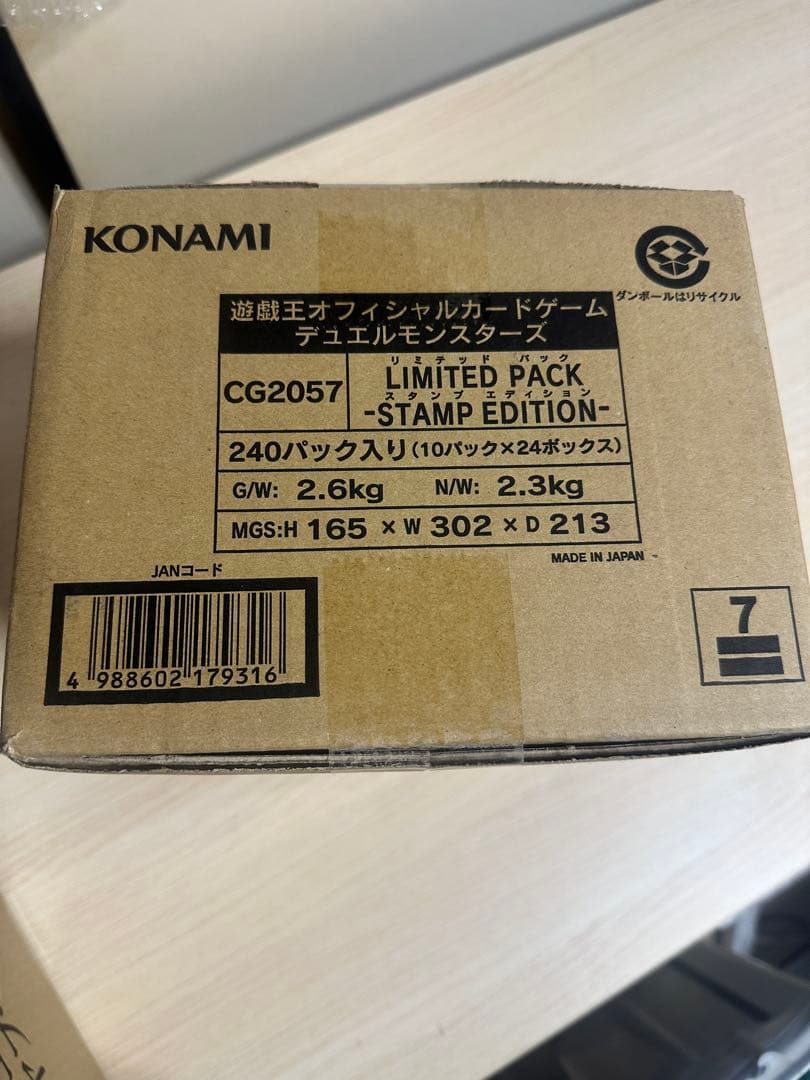 KONAMI
ダンボールはリサイクル
遊戯王オフィシャルカードゲーム
デュエルモンスターズ
リミテッド パック
CG2057 LIMITED PACK
スタンプ エディション
-STAMP EDITION-
240パック入り(10パック×24ボックス)
G/W: 2.6kg N/W: 2.3kg
MGS:H 165 × W 302 × D 213
MADE IN JAPAN
JANコード
4 988602 179316
7